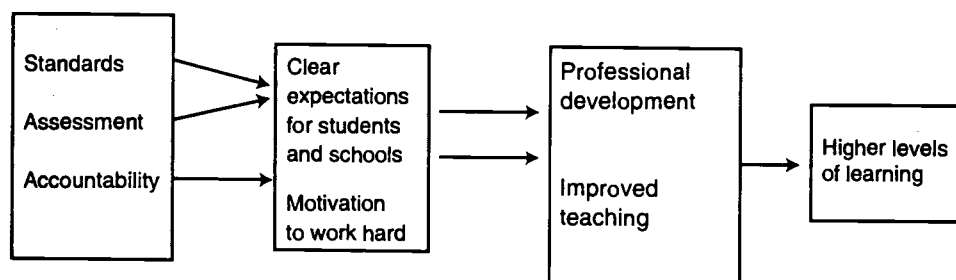 Standards
Assessment
Accountability
Clear
expectations
for students
and schools
Motivation
to work hard
Professional
development
Improved
teaching
Higher levels
of learning